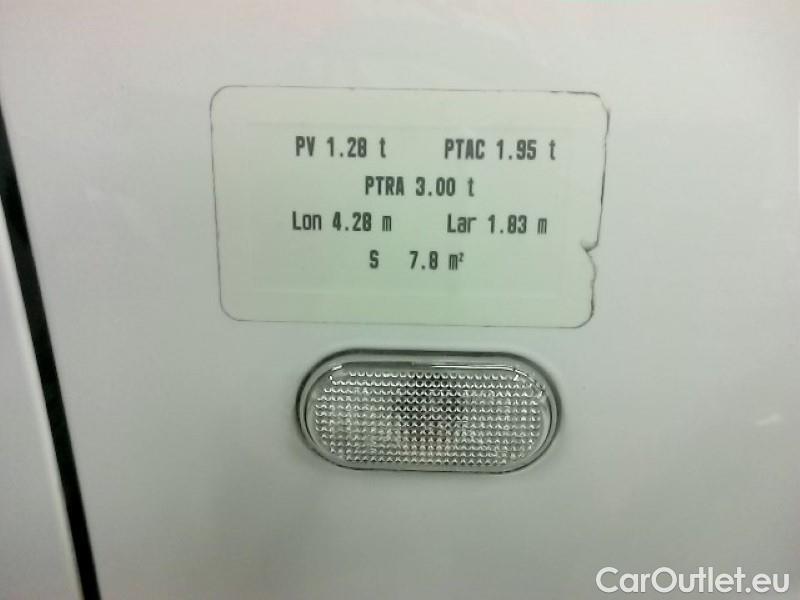 PV 1.28 t PTAC 1.95 t
PTRA 3.00 t
Lon 4.28 m Lar 1.83 m
S 7.8 m²
CarOutlet.eu